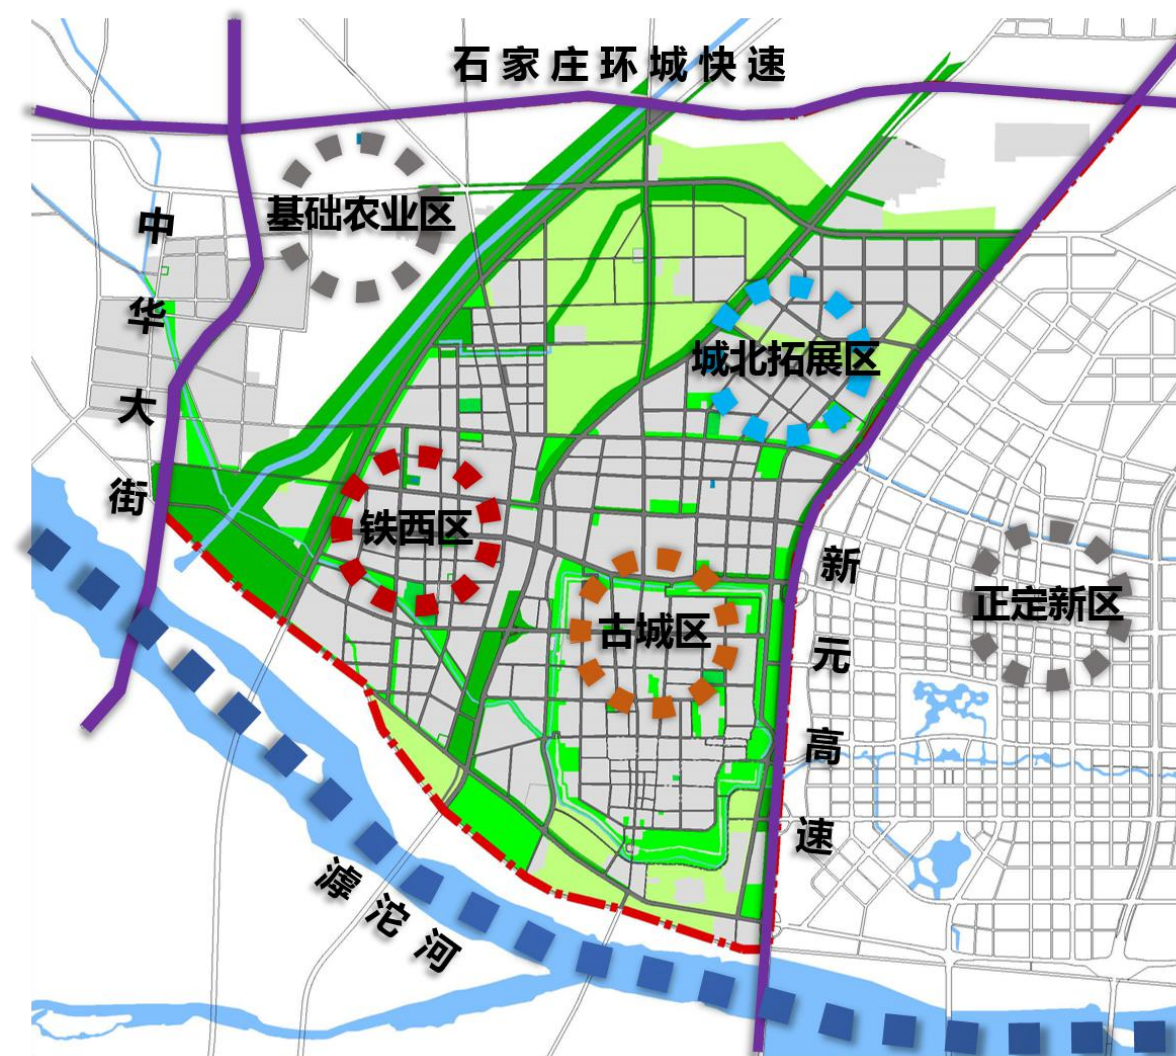 石家庄环城快速
中华大街
基础农业区
城北拓展区
铁西区
古城区
新元高速
正定新区
滹沱河